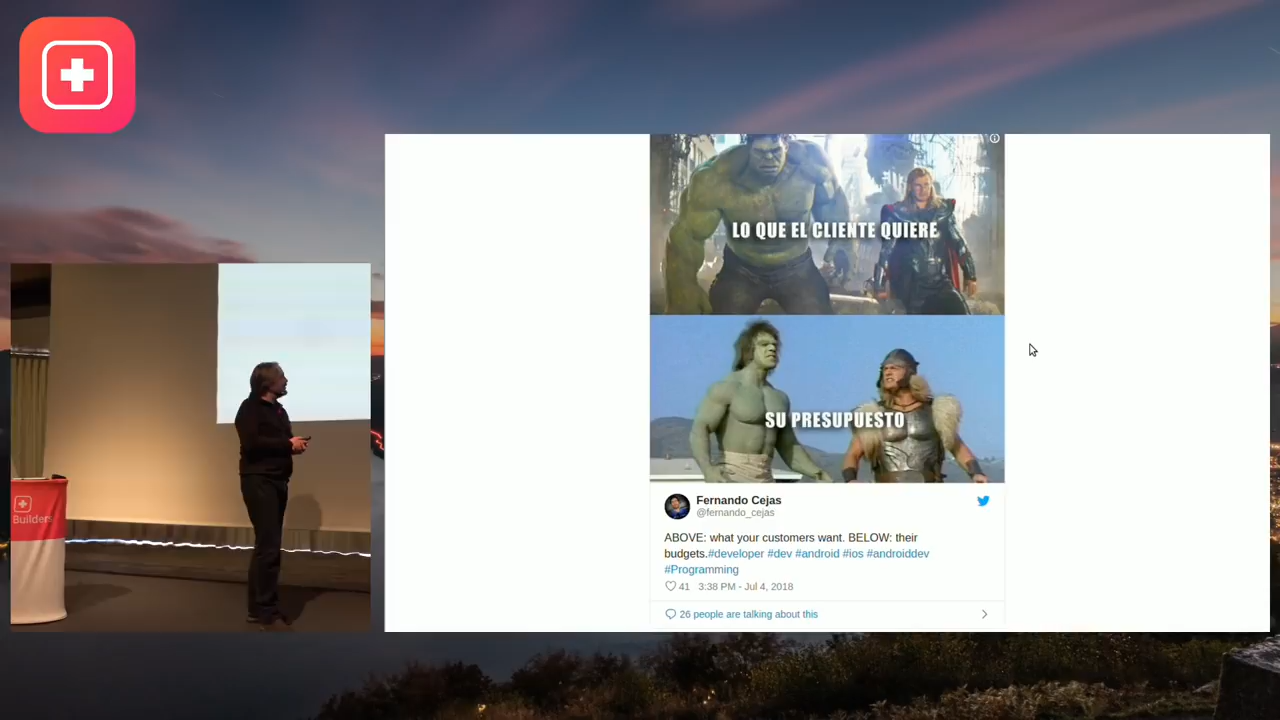 LO QUE EL CLIENTE QUIERE
SU PRESUPUESTO
Fernando Cejas
@fernando_cejas
ABOVE: what your customers want. BELOW: their
budgets.#developer #dev #android #ios #androiddev
#Programming
41 3:38 PM - Jul 4, 2018
26 people are talking about this
Builders